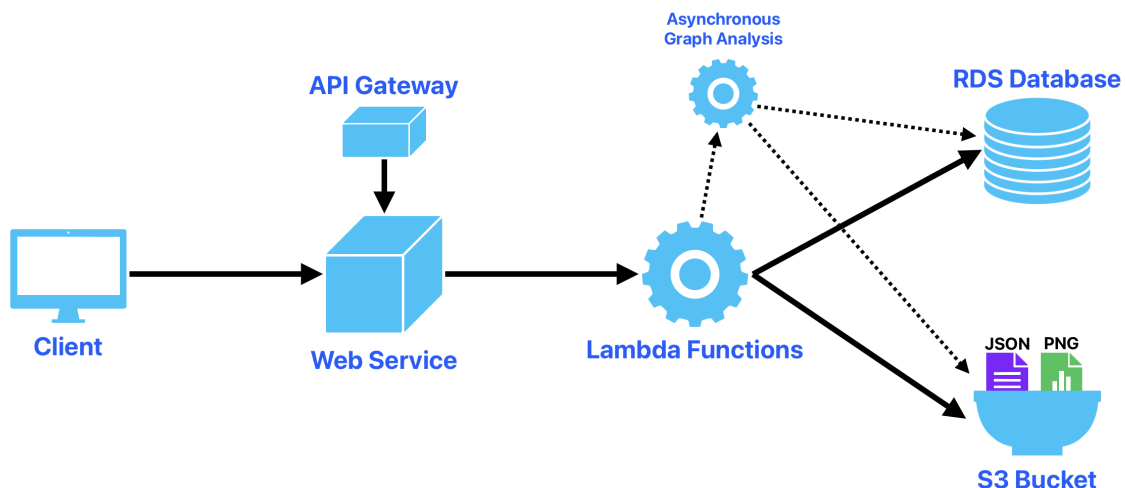 Asynchronous
Graph Analysis
API Gateway
RDS Database
Client
Web Service
Lambda Functions
JSON PNG
S3 Bucket